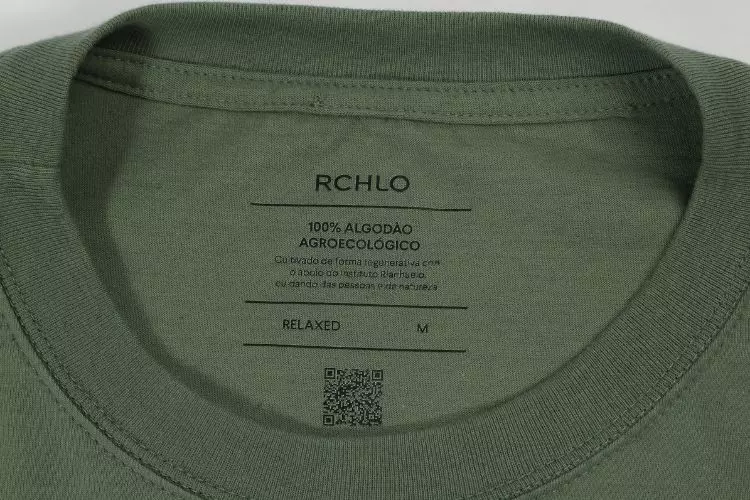 RCHLO
100% ALGODÃO
AGROECOLÓGICO
Cultivado de forma regenerativa com
o apoio do Instituto Riachuelo,
cuidando das pessoas e da natureza
RELAXED M